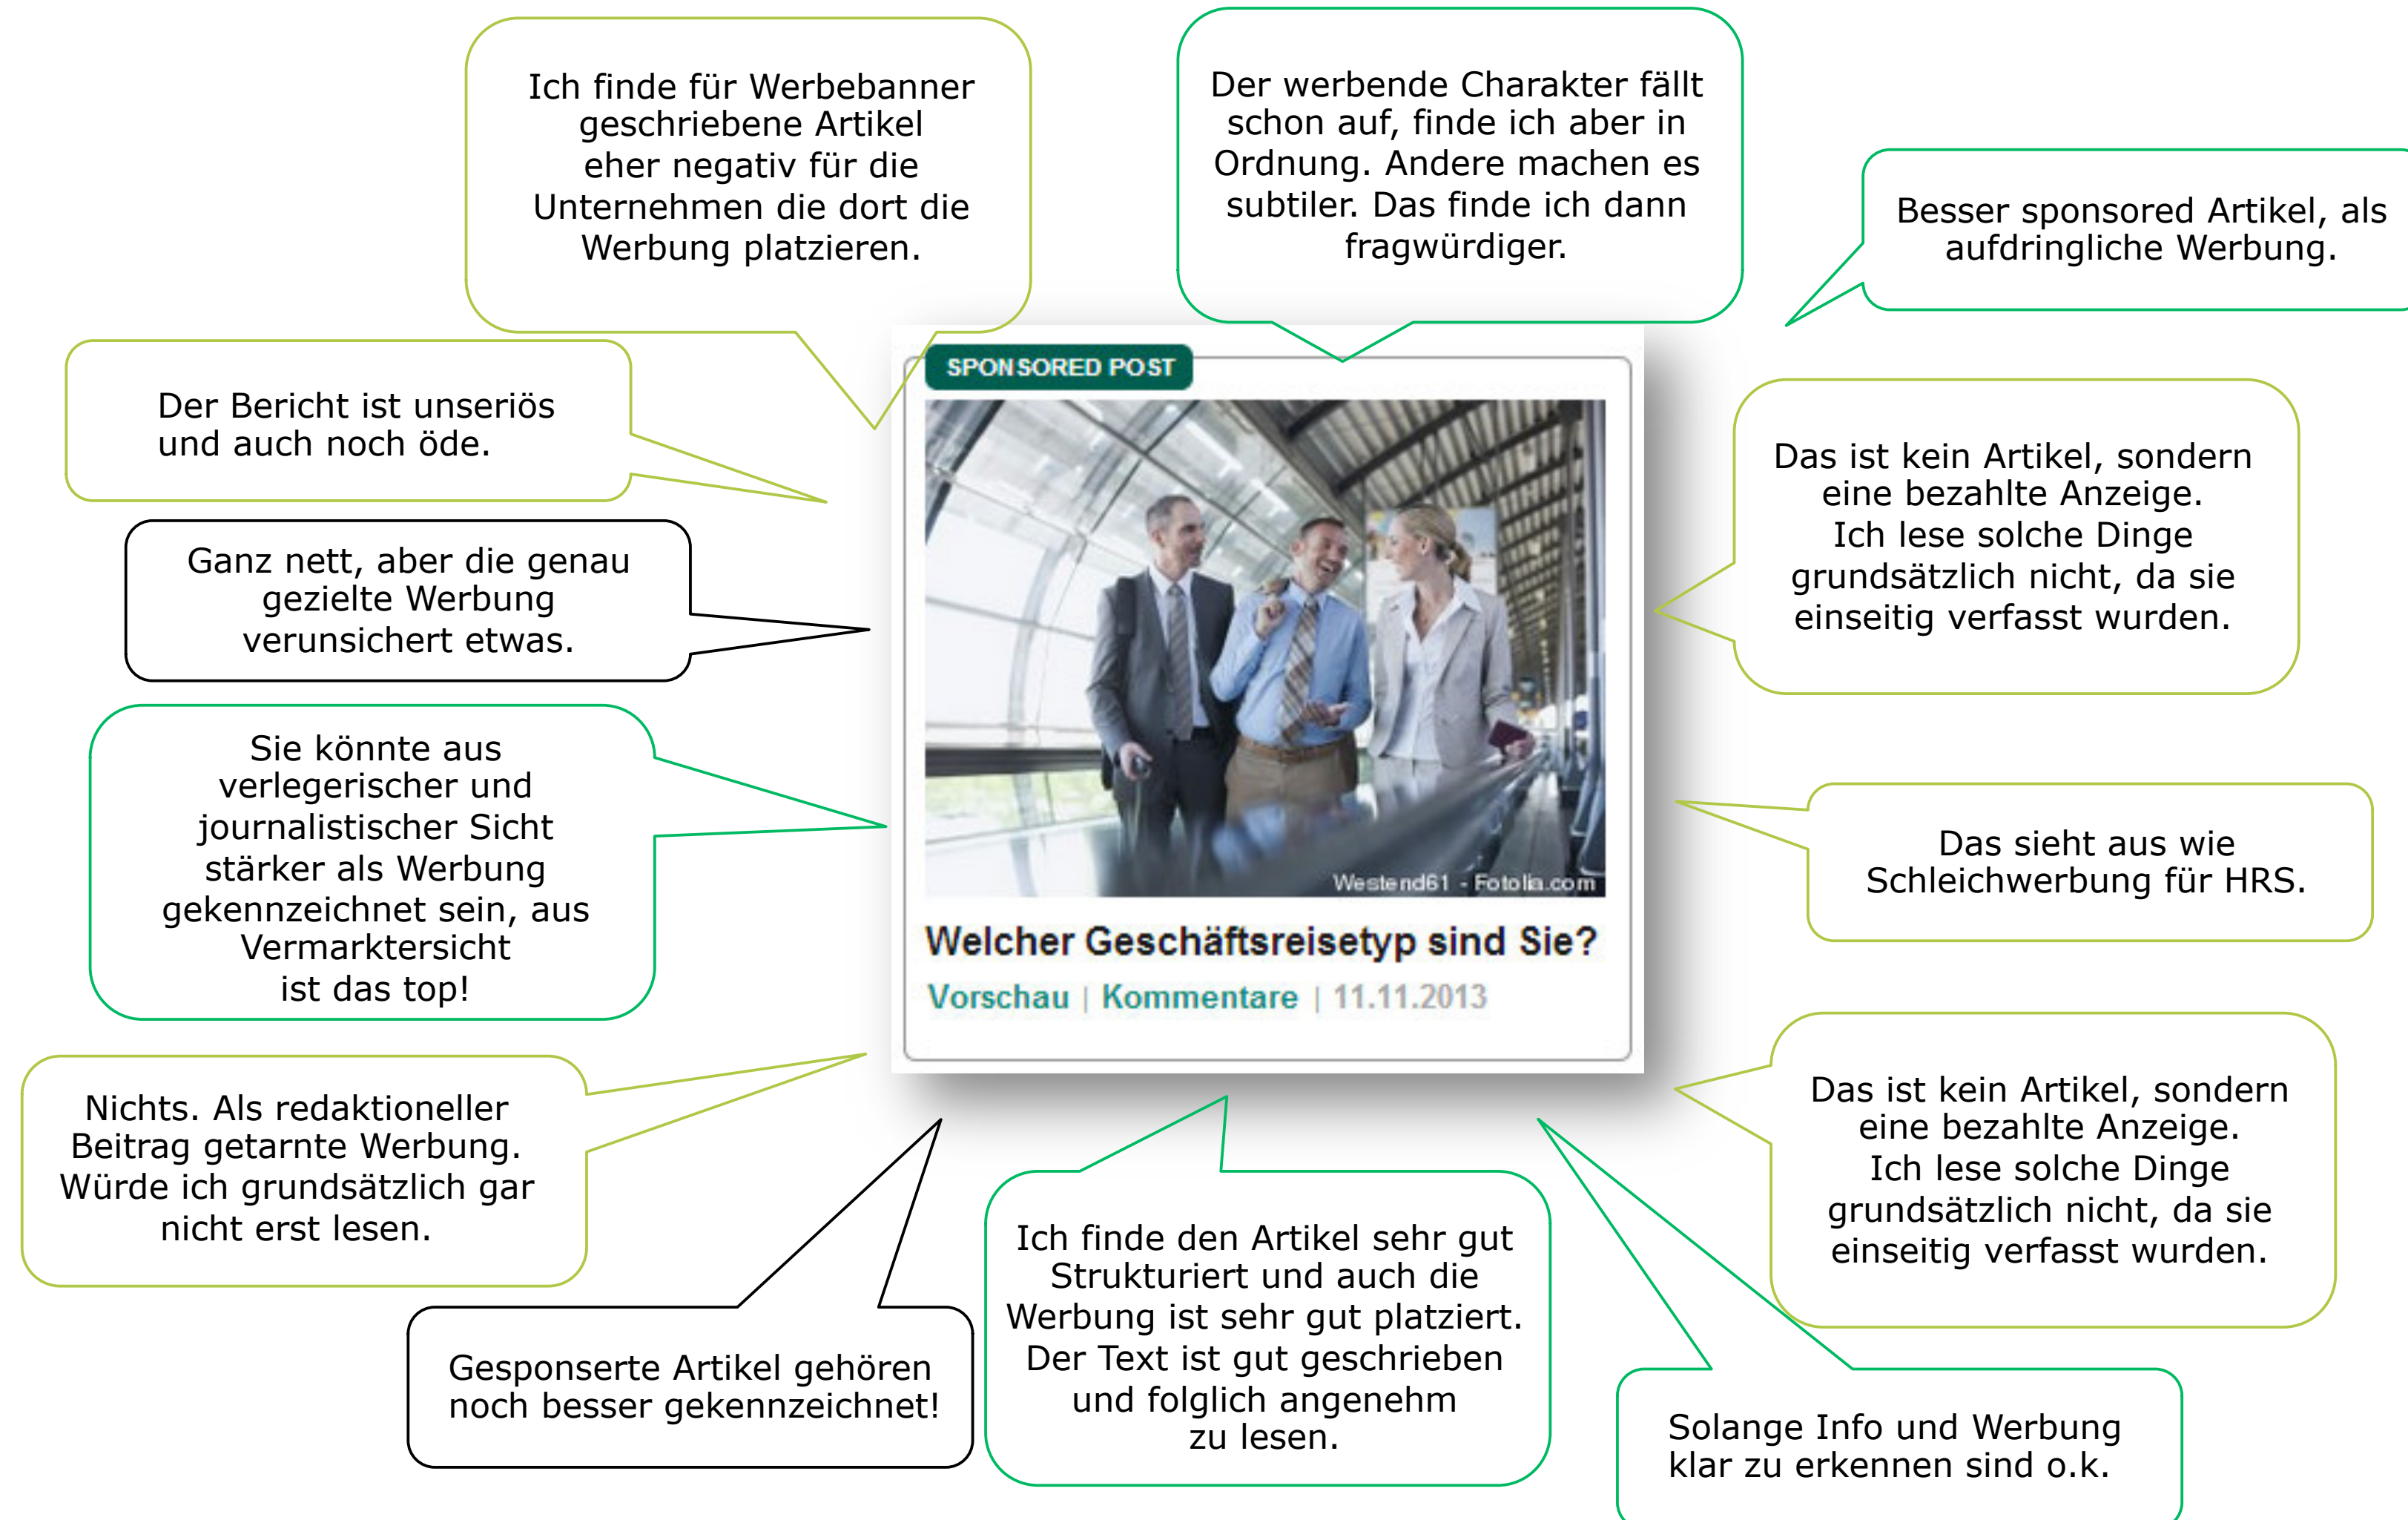 Ich finde für Werbebanner
geschriebene Artikel
eher negativ für die
Unternehmen die dort die
Werbung platzieren.
Der werbende Charakter fällt
schon auf, finde ich aber in
Ordnung. Andere machen es
subtiler. Das finde ich dann
fragwürdiger.
Besser sponsored Artikel, als
aufdringliche Werbung.
Der Bericht ist unseriös
und auch noch öde.
SPONSORED POST
Das ist kein Artikel, sondern
eine bezahlte Anzeige.
Ich lese solche Dinge
grundsätzlich nicht, da sie
einseitig verfasst wurden.
Ganz nett, aber die genau
gezielte Werbung
verunsichert etwas.
Sie könnte aus
verlegerischer und
journalistischer Sicht
stärker als Werbung
gekennzeichnet sein, aus
Vermarktersicht
ist das top!
Westend61 - Fotolia.com
Welcher Geschäftsreisetyp sind Sie?
Vorschau | Kommentare | 11.11.2013
Das sieht aus wie
Schleichwerbung für HRS.
Nichts. Als redaktioneller
Beitrag getarnte Werbung.
Würde ich grundsätzlich gar
nicht erst lesen.
Das ist kein Artikel, sondern
eine bezahlte Anzeige.
Ich lese solche Dinge
grundsätzlich nicht, da sie
einseitig verfasst wurden.
Gesponserte Artikel gehören
noch besser gekennzeichnet!
Ich finde den Artikel sehr gut
Strukturiert und auch die
Werbung ist sehr gut platziert.
Der Text ist gut geschrieben
und folglich angenehm
zu lesen.
Solange Info und Werbung
klar zu erkennen sind o.k.